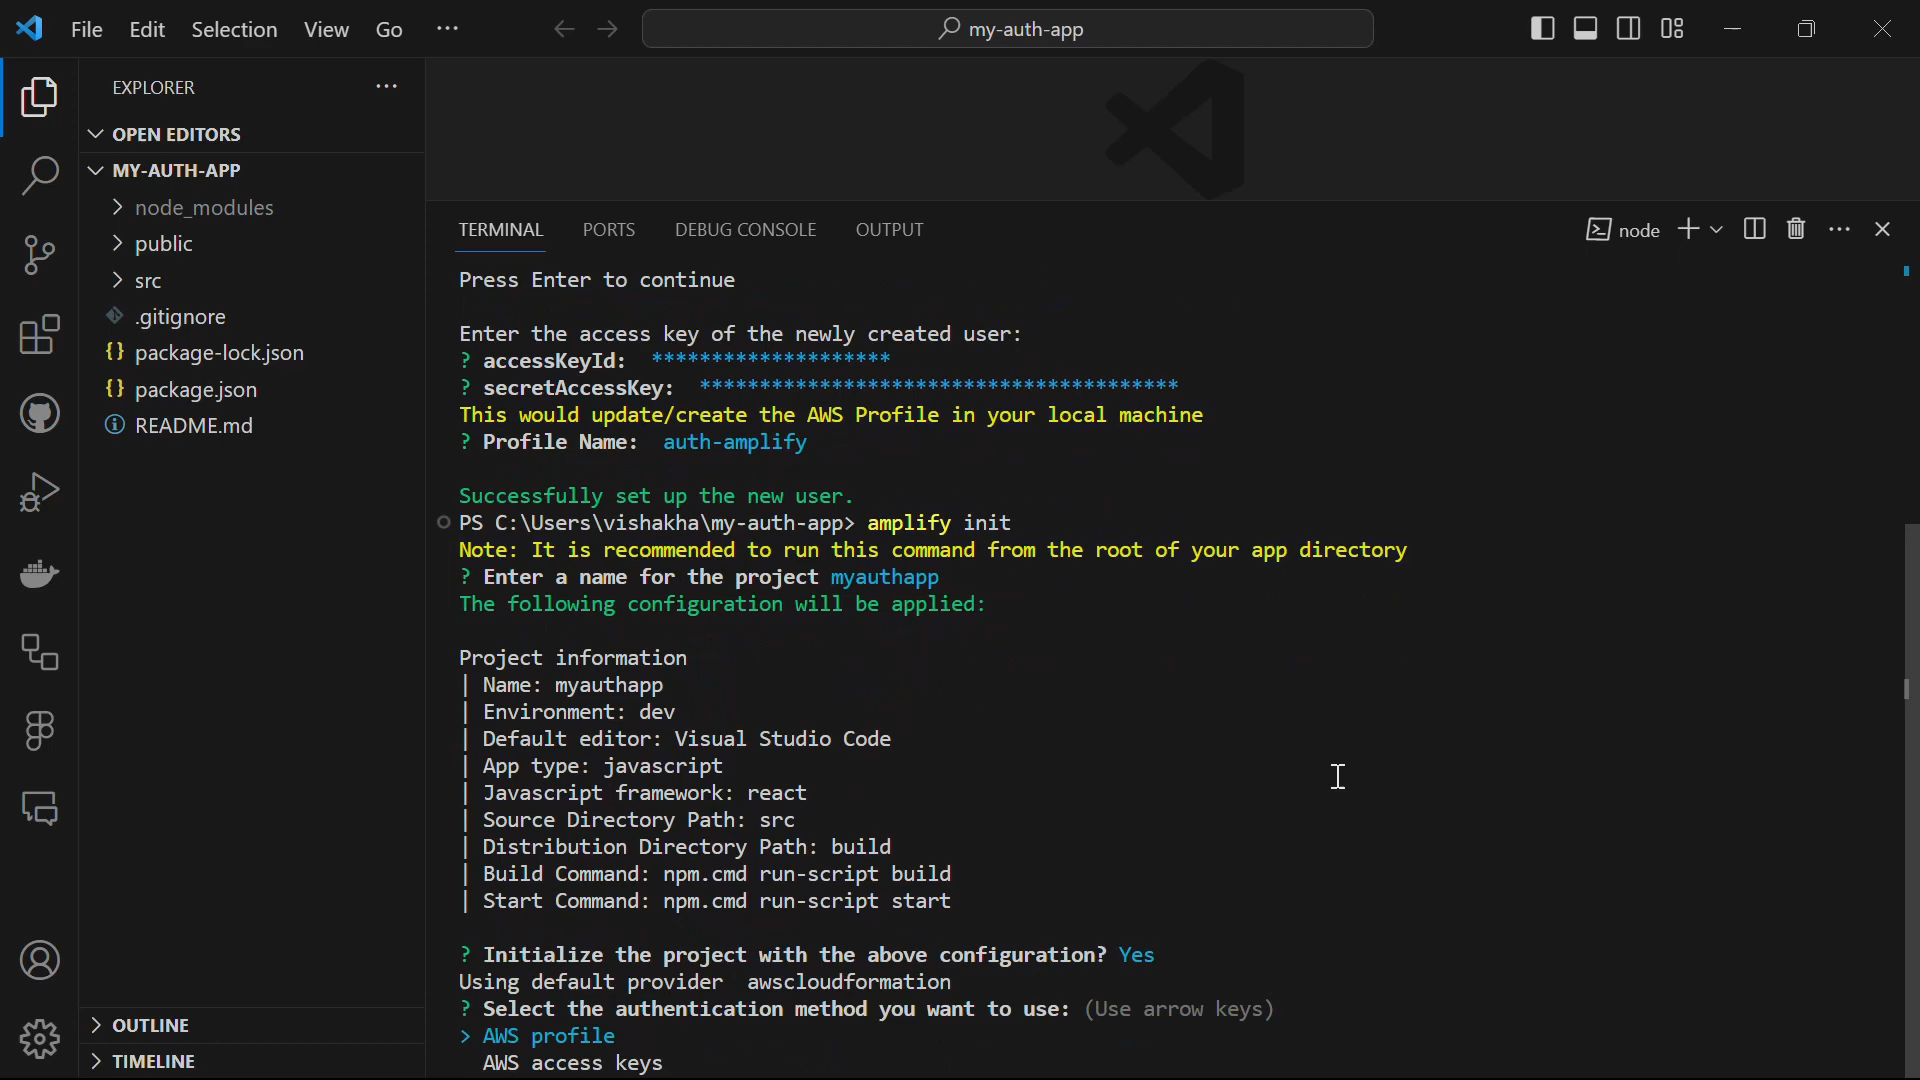 File Edit Selection View Go ...
my-auth-app
EXPLORER ...
OPEN EDITORS
MY-AUTH-APP
node_modules
public
src
.gitignore
package-lock.json
package.json
README.md
OUTLINE
TIMELINE
TERMINAL PORTS DEBUG CONSOLE OUTPUT
node
Press Enter to continue
Enter the access key of the newly created user:
? accessKeyId: ********************
? secretAccessKey: ****************************************
This would update/create the AWS Profile in your local machine
? Profile Name: auth-amplify
Successfully set up the new user.
PS C:\Users\vishakha\my-auth-app> amplify init
Note: It is recommended to run this command from the root of your app directory
? Enter a name for the project myauthapp
The following configuration will be applied:
Project information
| Name: myauthapp
| Environment: dev
| Default editor: Visual Studio Code
| App type: javascript
| Javascript framework: react
| Source Directory Path: src
| Distribution Directory Path: build
| Build Command: npm.cmd run-script build
| Start Command: npm.cmd run-script start
? Initialize the project with the above configuration? Yes
Using default provider awscloudformation
? Select the authentication method you want to use: (Use arrow keys)
> AWS profile
AWS access keys